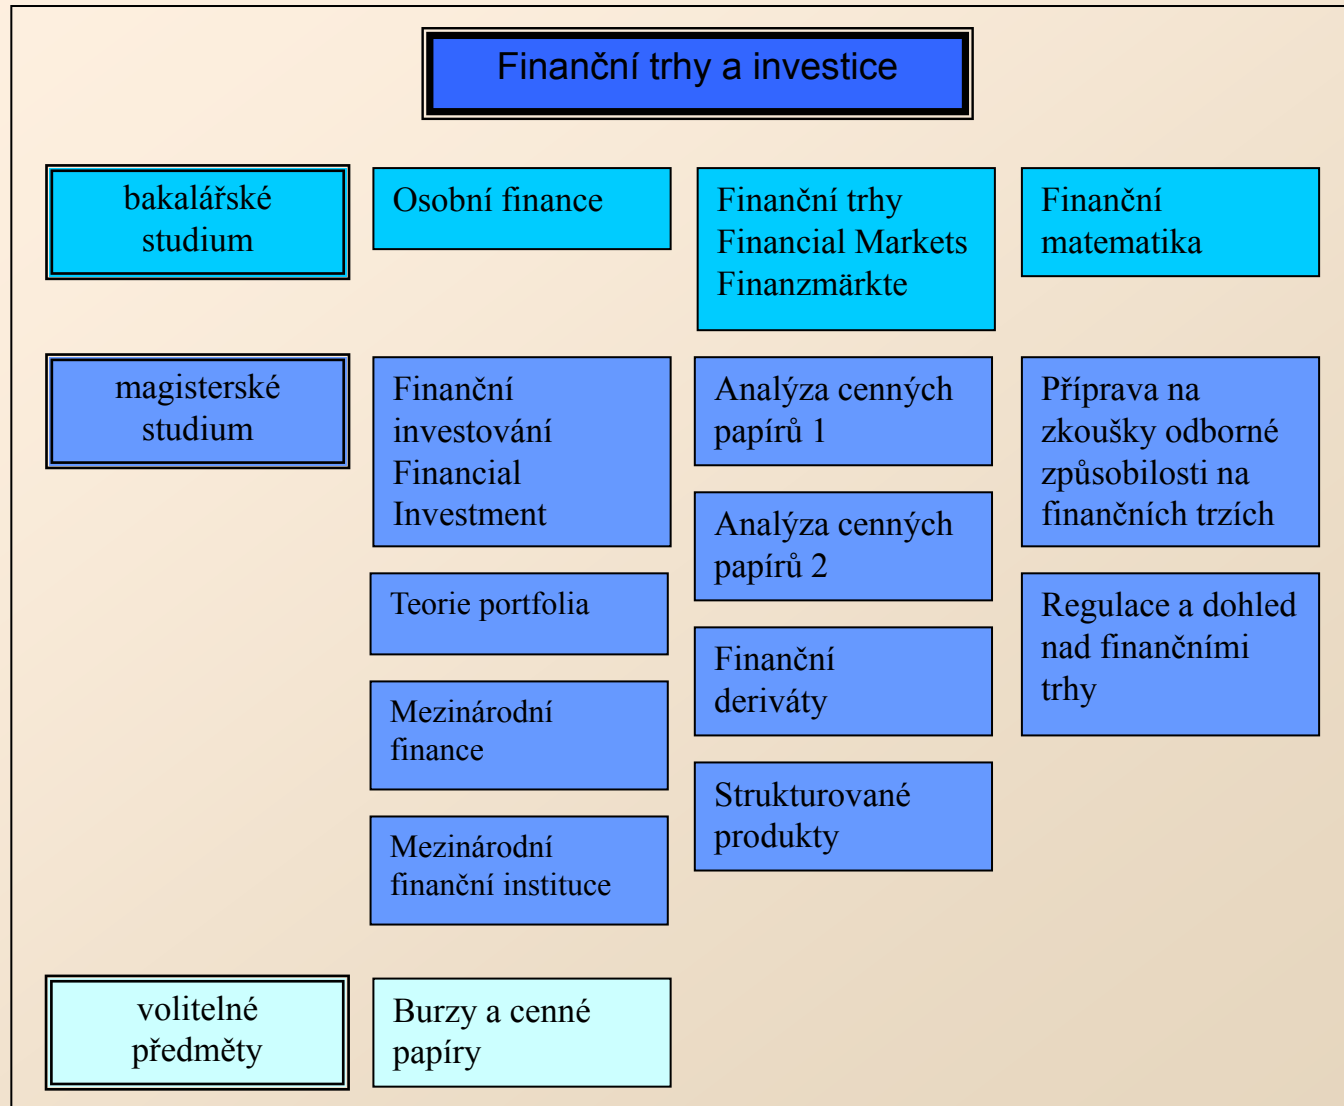 Finanční trhy a investice
bakalářské
studium
Osobní finance
Finanční trhy
Financial Markets
Finanzmärkte
Finanční
matematika
magisterské
studium
Finanční
investování
Financial
Investment
Teorie portfolia
Mezinárodní
finance
Mezinárodní
finanční instituce
Analýza cenných
papírů 1
Analýza cenných
papírů 2
Finanční
deriváty
Strukturované
produkty
Příprava na
zkoušky odborné
způsobilosti na
finančních trzích
Regulace a dohled
nad finančními
trhy
volitelné
předměty
Burzy a cenné
papíry